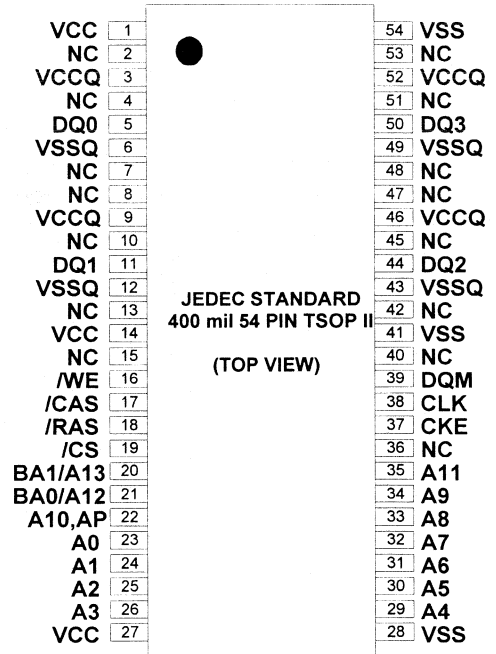 VCC 1 54 VSS
NC 2 53 NC
VCCQ 3 52 VCCQ
NC 4 51 NC
DQ0 5 50 DQ3
VSSQ 6 49 VSSQ
NC 7 48 NC
NC 8 47 NC
VCCQ 9 46 VCCQ
NC 10 45 NC
DQ1 11 44 DQ2
VSSQ 12 43 VSSQ
NC 13 42 NC
VCC 14 41 VSS
NC 15 40 NC
/WE 16 39 DQM
/CAS 17 38 CLK
/RAS 18 37 CKE
/CS 19 36 NC
BA1/A13 20 35 A11
BA0/A12 21 34 A9
A10,AP 22 33 A8
A0 23 32 A7
A1 24 31 A6
A2 25 30 A5
A3 26 29 A4
VCC 27 28 VSS
JEDEC STANDARD
400 mil 54 PIN TSOP II
(TOP VIEW)